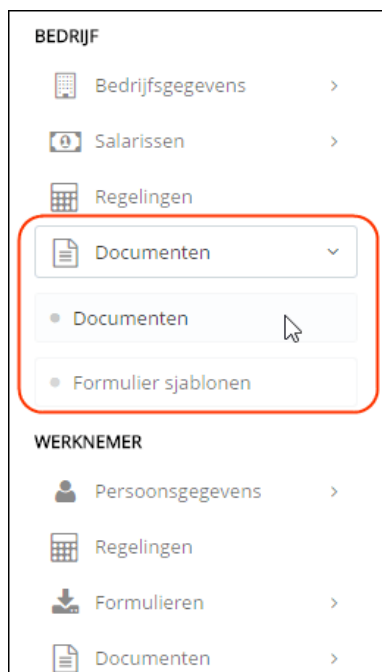 BEDRIJF
Bedrijfsgegevens
Salarissen
Regelingen
Documenten
Documenten
Formulier sjablonen
WERKNEMER
Persoonsgegevens
Regelingen
Formulieren
Documenten